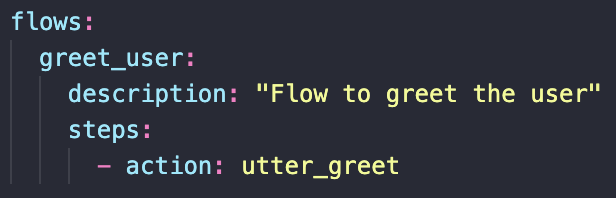 flows:
  greet_user:
    description: "Flow to greet the user"
    steps:
      - action: utter_greet